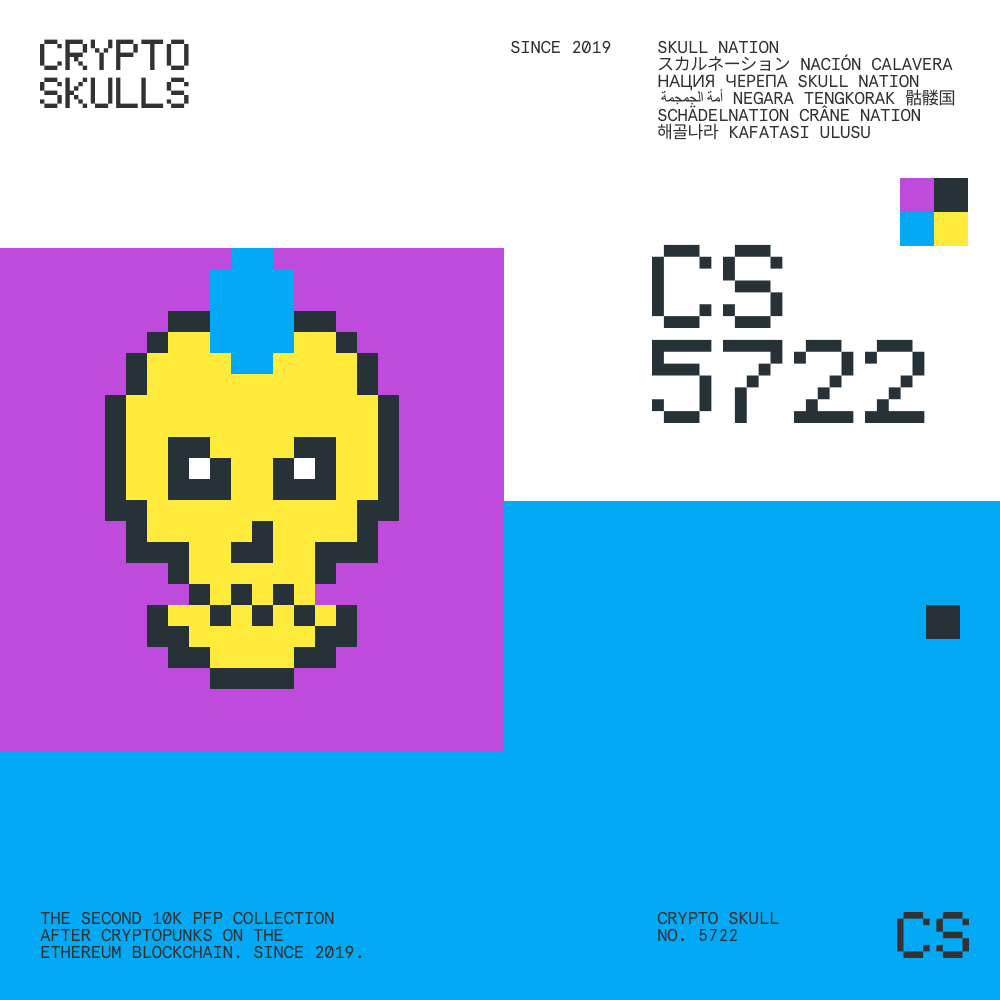 CRYPTO
SKULLS
SINCE 2019
SKULL NATION
スカルネーション NACIÓN CALAVERA
НАЦИЯ ЧЕРЕПА SKULL NATION
أمة الجمجمة NEGARA TENGKORAK 骷髅国
SCHÄDELNATION CRÂNE NATION
해골나라 KAFATASI ULUSU
CS
5722
THE SECOND 10K PFP COLLECTION
AFTER CRYPTOPUNKS ON THE
ETHEREUM BLOCKCHAIN. SINCE 2019.
CRYPTO SKULL
NO. 5722
CS